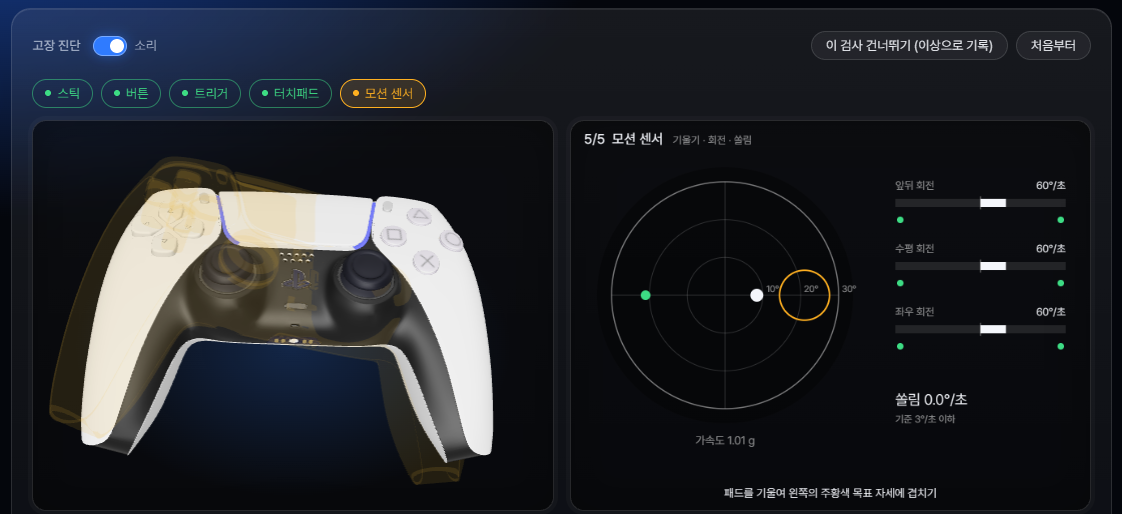 고장 진단 소리 이 검사 건너뛰기 (이상으로 기록) 처음부터
스틱 버튼 트리거 터치패드 모션 센서
5/5 모션 센서 기울기 · 회전 · 쏠림
앞뒤 회전 60°/초
수평 회전 60°/초
10° 20° 30°
좌우 회전 60°/초
쏠림 0.0°/초
기준 3°/초 이하
가속도 1.01 g
패드를 기울여 왼쪽의 주황색 목표 자세에 겹치기